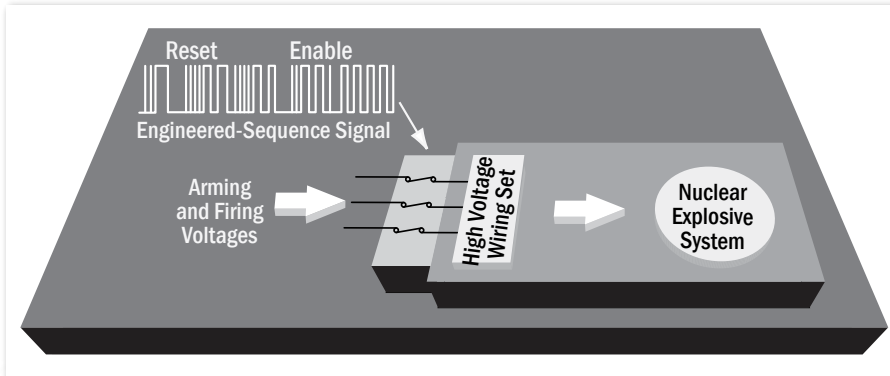 Reset Enable
Engineered-Sequence Signal
Arming
and Firing
Voltages
High Voltage
Wiring Set
Nuclear
Explosive
System